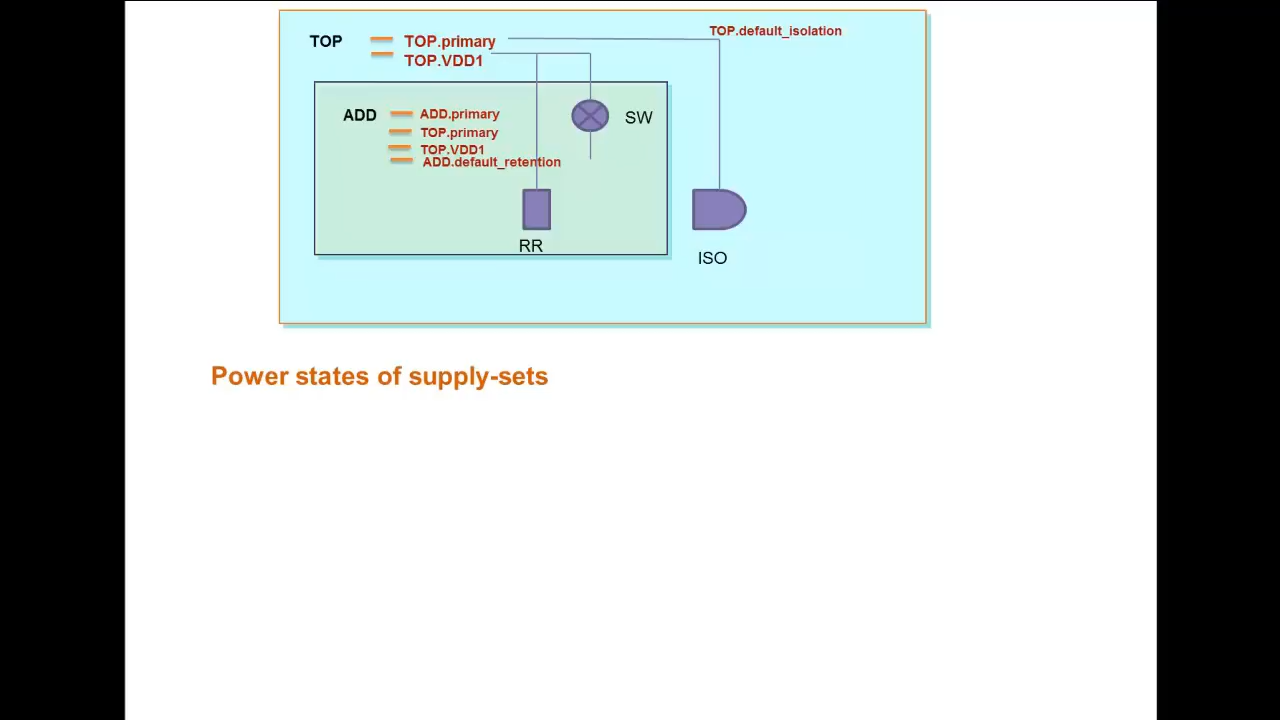 TOP.default_isolation
TOP
TOP.primary
TOP.VDD1
ADD
ADD.primary
TOP.primary
TOP.VDD1
ADD.default_retention
SW
RR
ISO
Power states of supply-sets